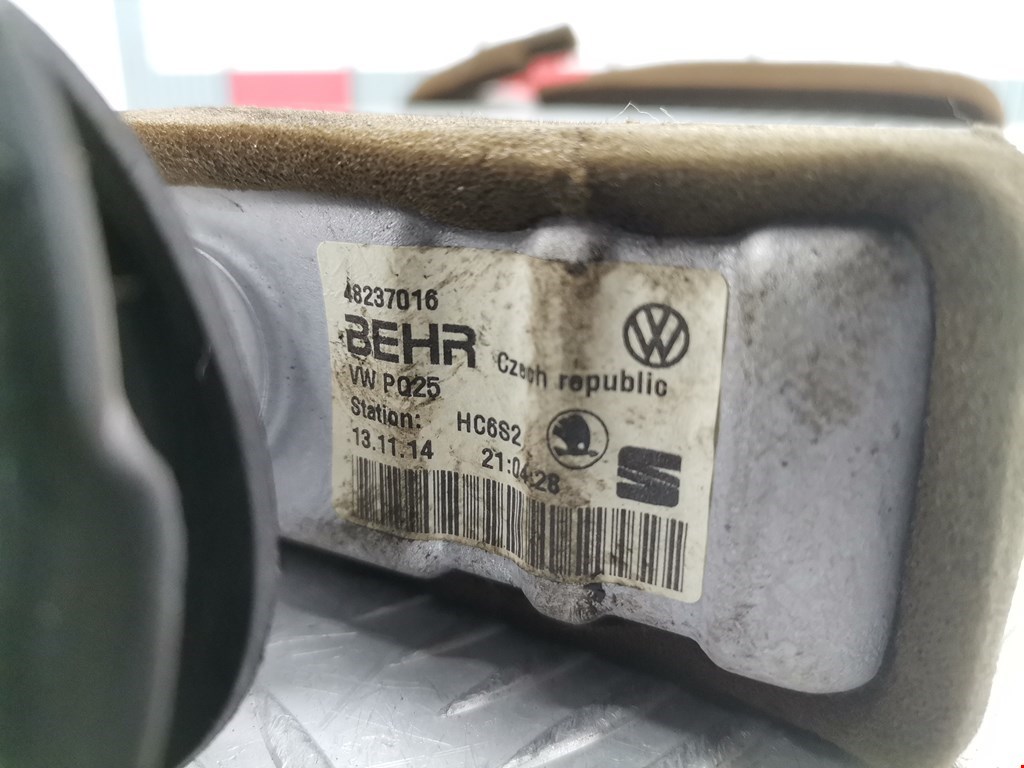 48237016
BEHR Czech republic
VW PQ25
Station: HC6S2
13.11.14 21:04:28